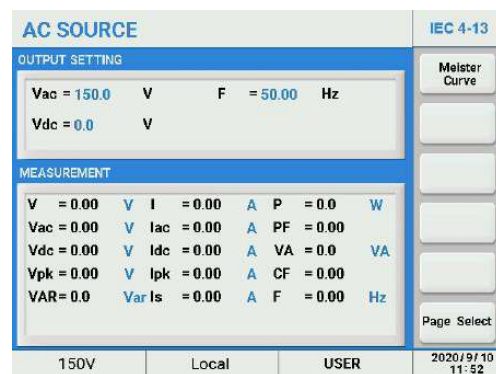 AC SOURCE
IEC 4-13
OUTPUT SETTING
Vac = 150.0 V F = 50.00 Hz
Vdc = 0.0 V
Meister
Curve
MEASUREMENT
V = 0.00 V I = 0.00 A P = 0.0 W
Vac = 0.00 V Iac = 0.00 A PF = 0.00
Vdc = 0.00 V Idc = 0.00 A VA = 0.0 VA
Vpk = 0.00 V Ipk = 0.00 A CF = 0.00
VAR= 0.0 Var Is = 0.00 A F = 0.00 Hz
Page Select
150V Local USER
2020/9/10
11:52